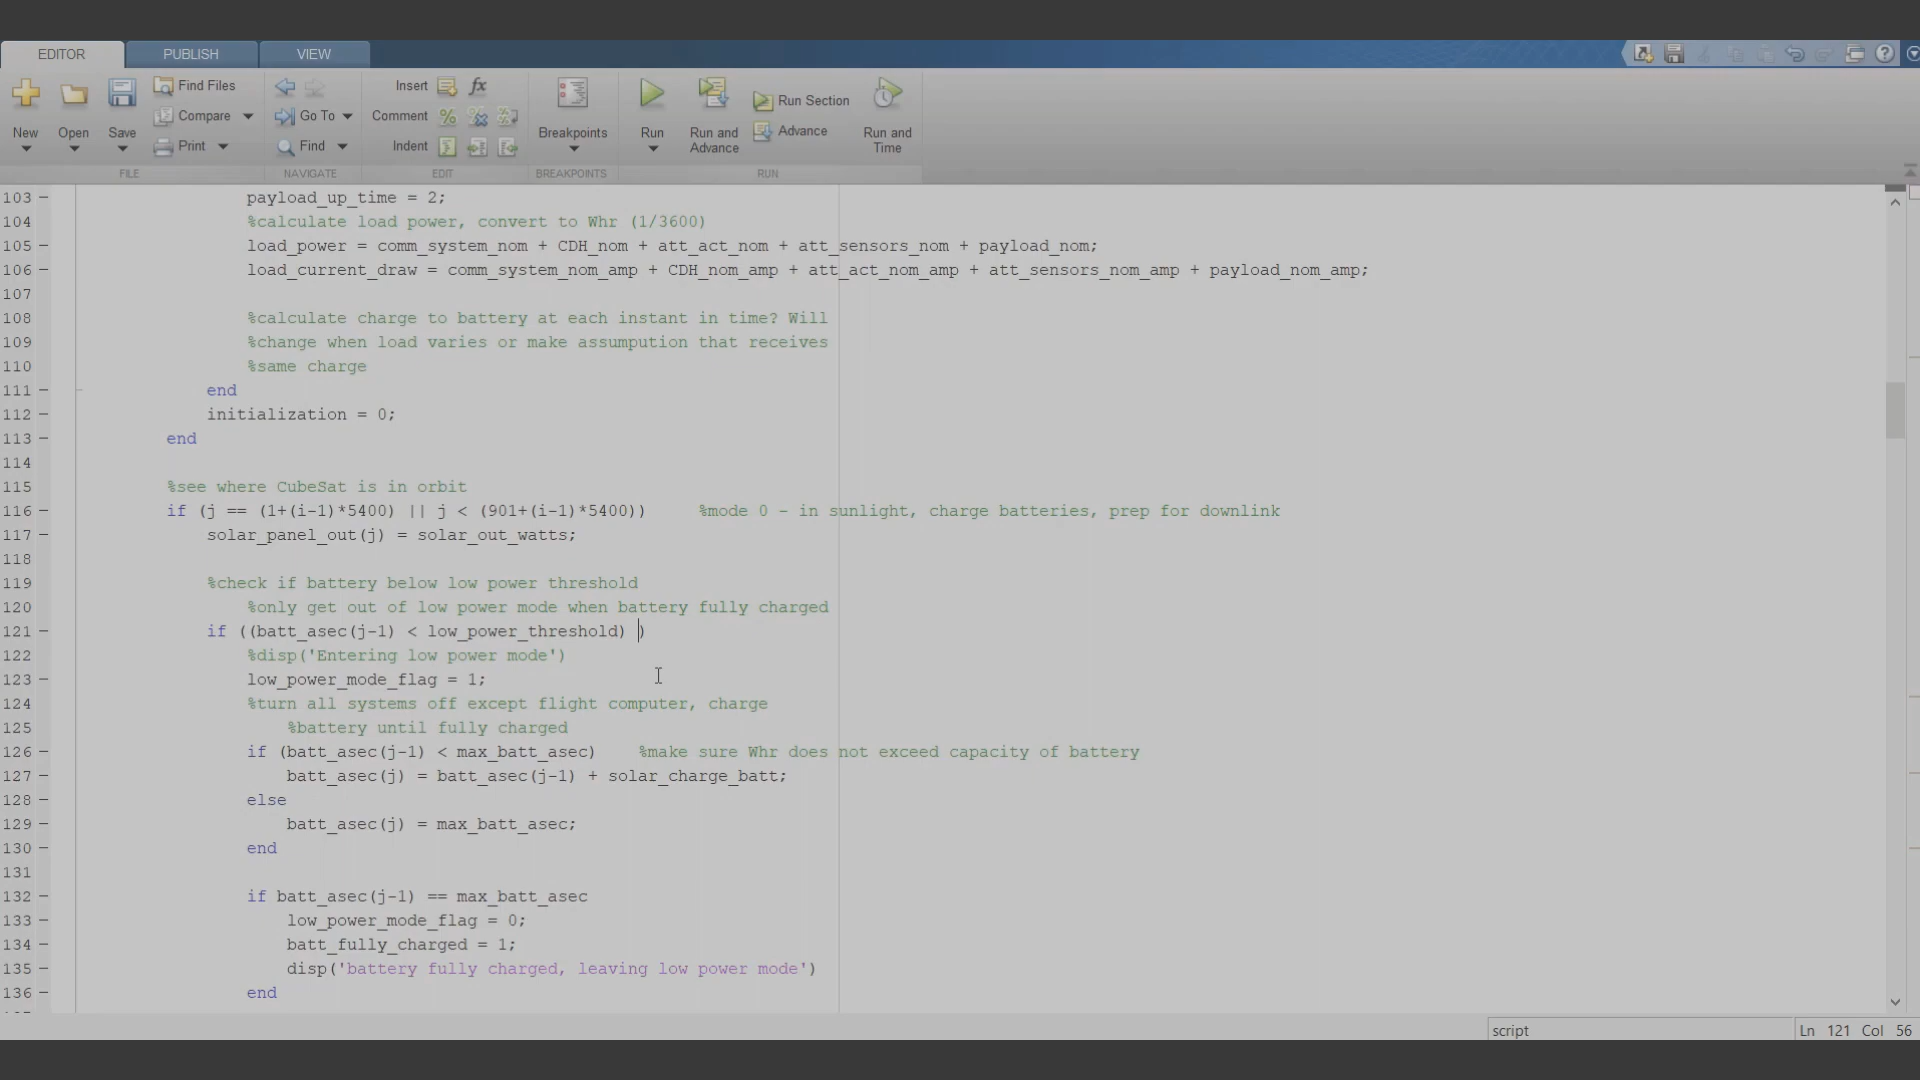 EDITOR PUBLISH VIEW
New Open Save Find Files Compare Print FILE
Go To Find NAVIGATE
Insert fx Comment Indent EDIT
Breakpoints BREAKPOINTS
Run Run and Advance Run Section Advance Run and Time RUN
103 payload_up_time = 2;
104 %calculate load power, convert to Whr (1/3600)
105 load_power = comm_system_nom + CDH_nom + att_act_nom + att_sensors_nom + payload_nom;
106 load_current_draw = comm_system_nom_amp + CDH_nom_amp + att_act_nom_amp + att_sensors_nom_amp + payload_nom_amp;
107
108 %calculate charge to battery at each instant in time? Will
109 %change when load varies or make assumpution that receives
110 %same charge
111 end
112 initialization = 0;
113 end
114
115 %see where CubeSat is in orbit
116 if (j == (1+(i-1)*5400) || j < (901+(i-1)*5400)) %mode 0 - in sunlight, charge batteries, prep for downlink
117 solar_panel_out(j) = solar_out_watts;
118
119 %check if battery below low power threshold
120 %only get out of low power mode when battery fully charged
121 if ((batt_asec(j-1) < low_power_threshold) )
122 %disp('Entering low power mode')
123 low_power_mode_flag = 1;
124 %turn all systems off except flight computer, charge
125 %battery until fully charged
126 if (batt_asec(j-1) < max_batt_asec) %make sure Whr does not exceed capacity of battery
127 batt_asec(j) = batt_asec(j-1) + solar_charge_batt;
128 else
129 batt_asec(j) = max_batt_asec;
130 end
131
132 if batt_asec(j-1) == max_batt_asec
133 low_power_mode_flag = 0;
134 batt_fully_charged = 1;
135 disp('battery fully charged, leaving low power mode')
136 end
script Ln 121 Col 56